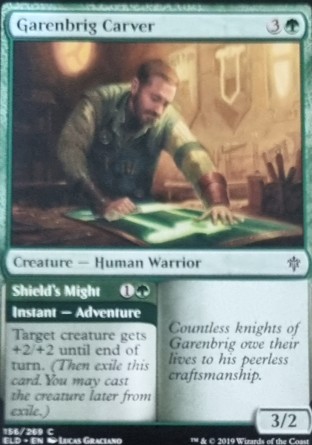 Garenbrig Carver 3
Creature — Human Warrior
Shield's Might 1
Instant — Adventure
Target creature gets
+2/+2 until end of
turn. (Then exile this
card. You may cast
the creature later from
exile.)
Countless knights of
Garenbrig owe their
lives to his peerless
craftsmanship.
3/2
156/269 C
ELD • EN LUCAS GRACIANO
™ & © 2019 Wizards of the Coast